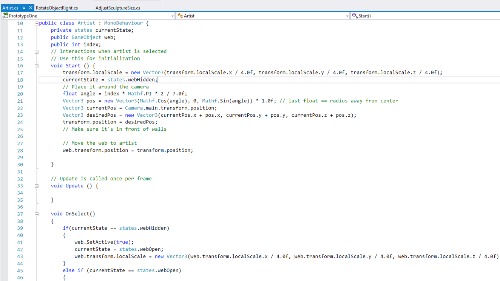 Artist.cs RotateObjectRight.cs AdjustSculptureSize.cs
PrototypeOne Artist Start()
10 public class Artist : MonoBehaviour {
11 private states currentState;
12 public GameObject web;
13 public int index;
14 // Interactions when artist is selected
15 // Use this for initialization
16 void Start () {
17 transform.localScale = new Vector3(transform.localScale.x / 4.0f, transform.localScale.y / 4.0f, transform.localScale.z / 4.0f);
18 currentState = states.webHidden;
19 // Place it around the camera
20 float angle = index * Mathf.PI * 2 / 7.0f;
21 Vector3 pos = new Vector3(Mathf.Cos(angle), 0, Mathf.Sin(angle)) * 1.0f; // Last float == radius away from center
22 Vector3 currentPos = Camera.main.transform.position;
23 Vector3 desiredPos = new Vector3(currentPos.x + pos.x, currentPos.y + pos.y, currentPos.z + pos.z);
24 transform.position = desiredPos;
25 // Make sure it's in front of walls
26
27 // Move the web to artist
28 web.transform.position = transform.position;
29
30 }
31
32 // Update is called once per frame
33 void Update () {
34
35 }
36
37 void OnSelect()
38 {
39 if(currentState == states.webHidden)
40 {
41 web.SetActive(true);
42 currentState = states.webOpen;
43 web.transform.localScale = new Vector3(web.transform.localScale.x / 4.0f, web.transform.localScale.y / 4.0f, web.transform.localScale.z / 4.0f)
44 }
45 else if (currentState == states.webOpen)
46 {